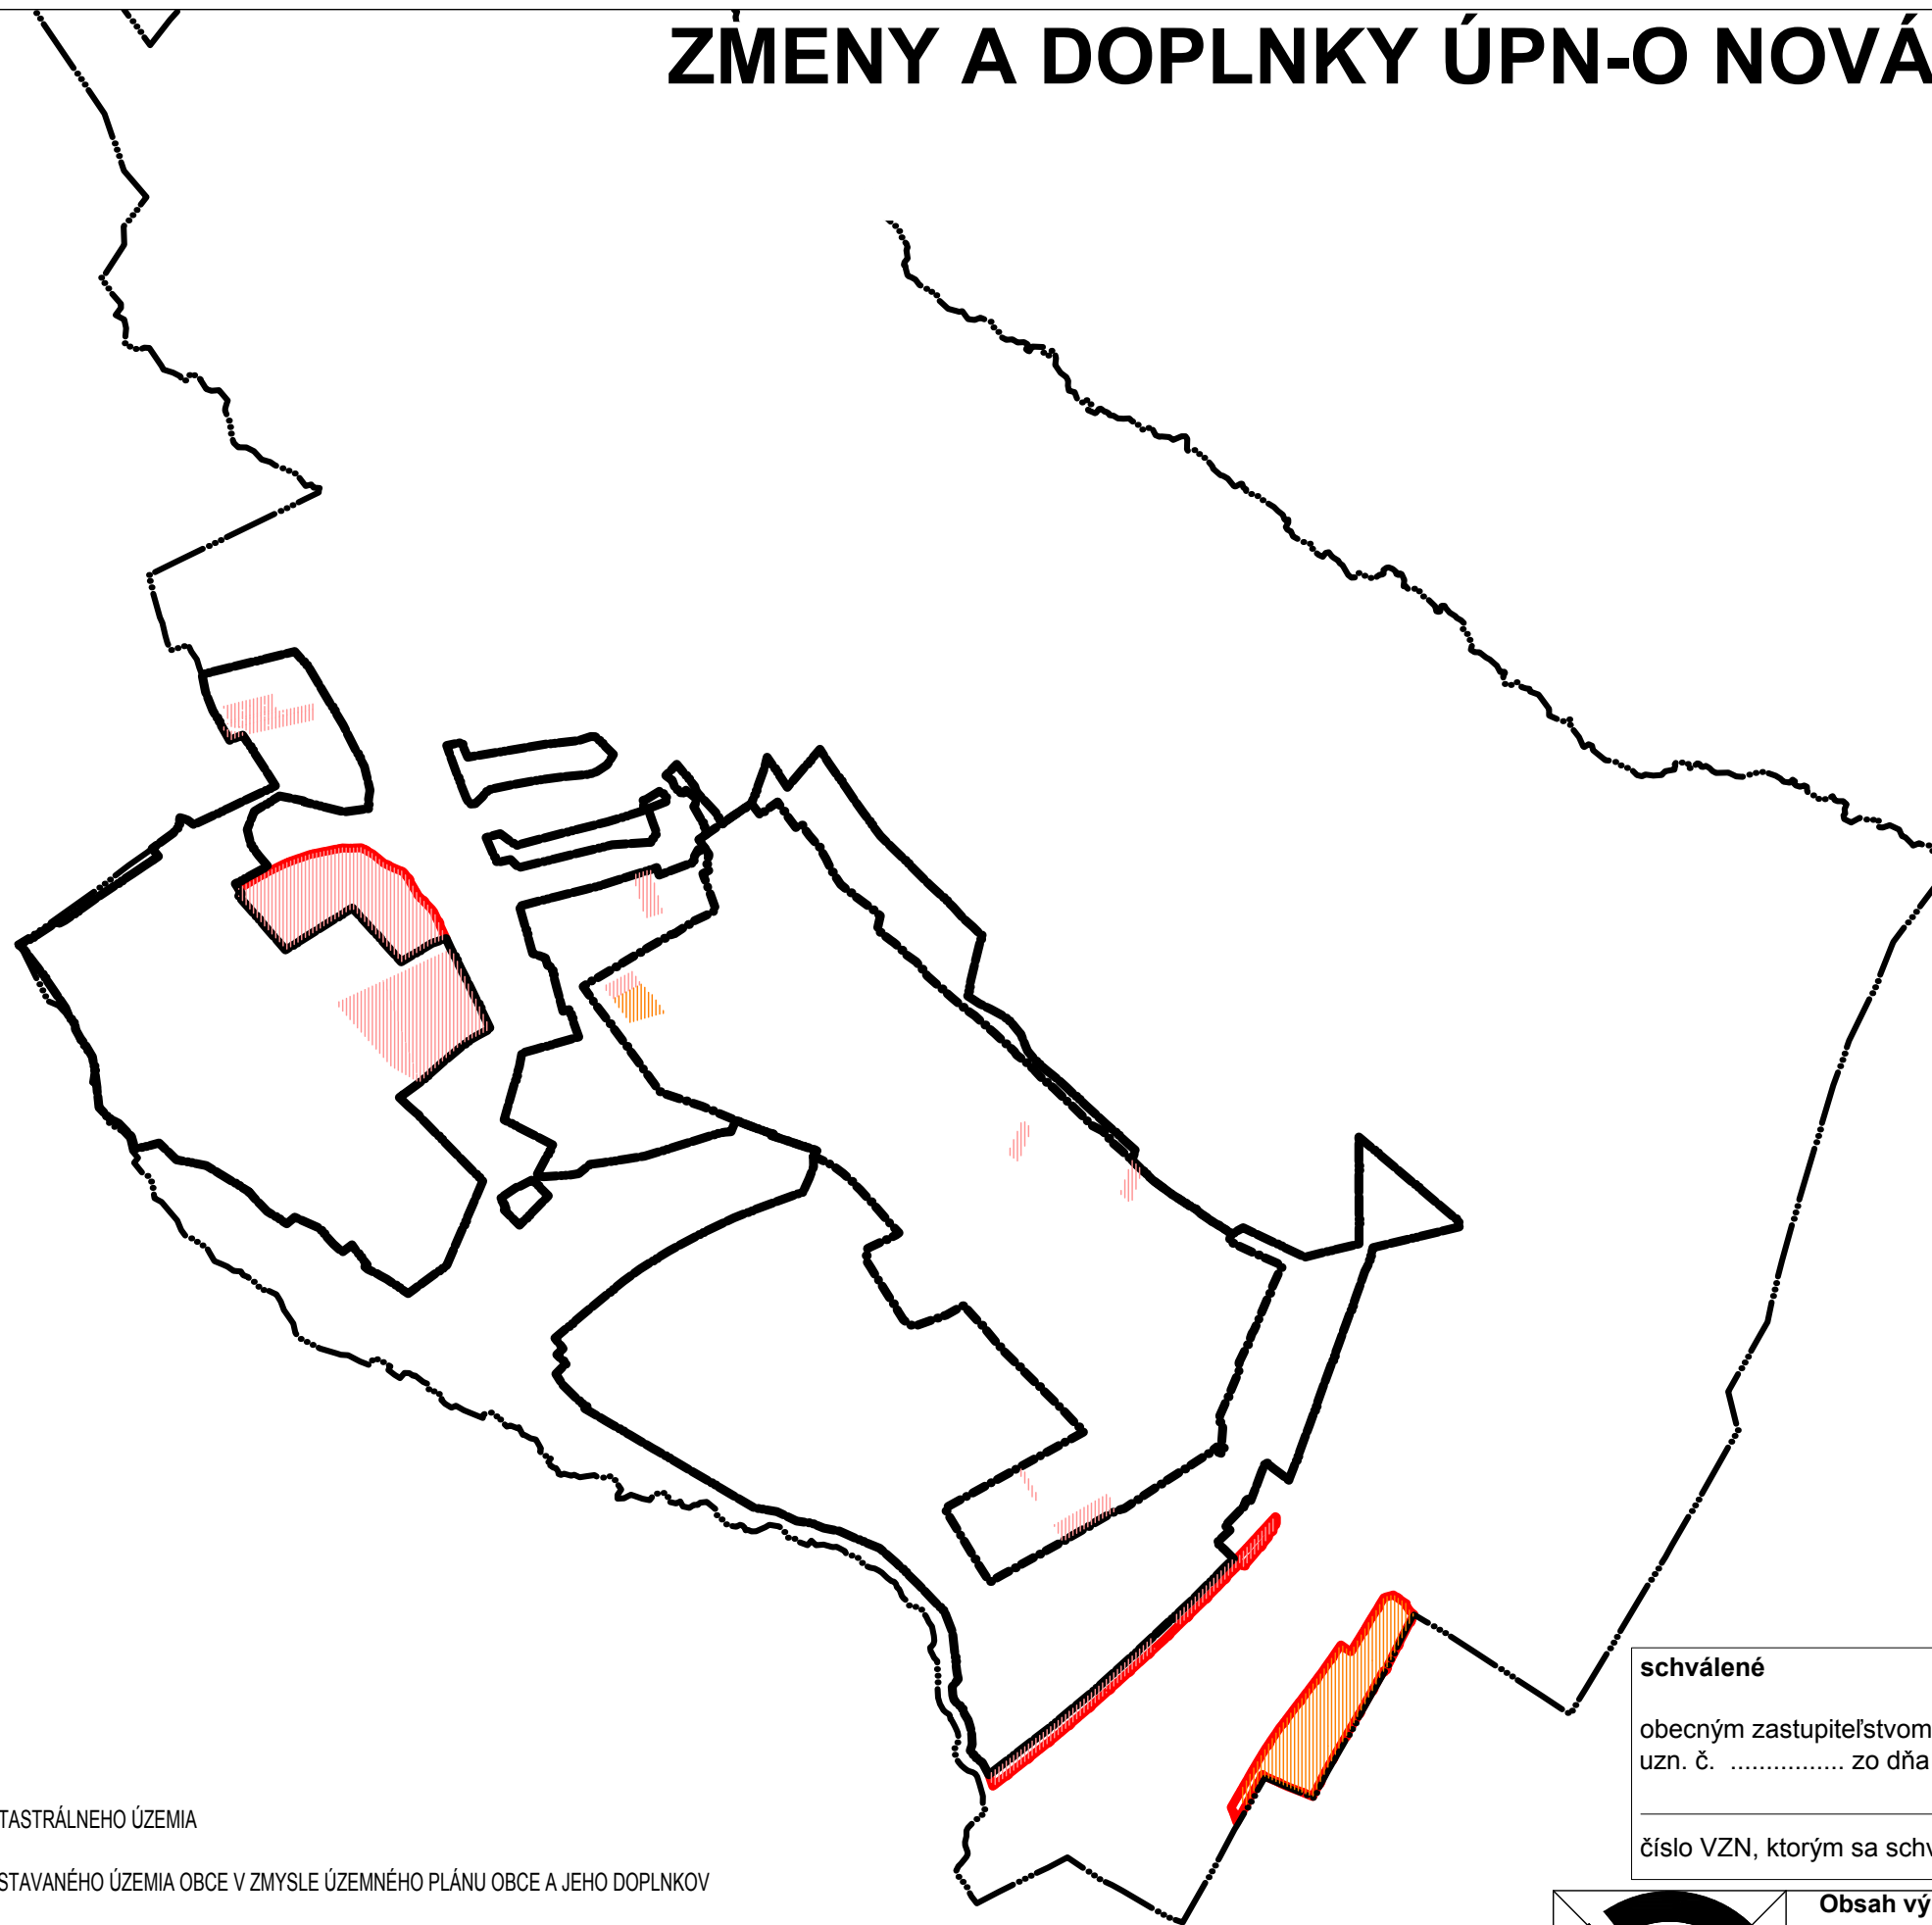 ZMENY A DOPLNKY ÚPN-O NOVÁ
schválené
obecným zastupiteľstvom
uzn. č. ................ zo dňa
číslo VZN, ktorým sa schv
TASTRÁLNEHO ÚZEMIA
STAVANÉHO ÚZEMIA OBCE V ZMYSLE ÚZEMNÉHO PLÁNU OBCE A JEHO DOPLNKOV
Obsah vý